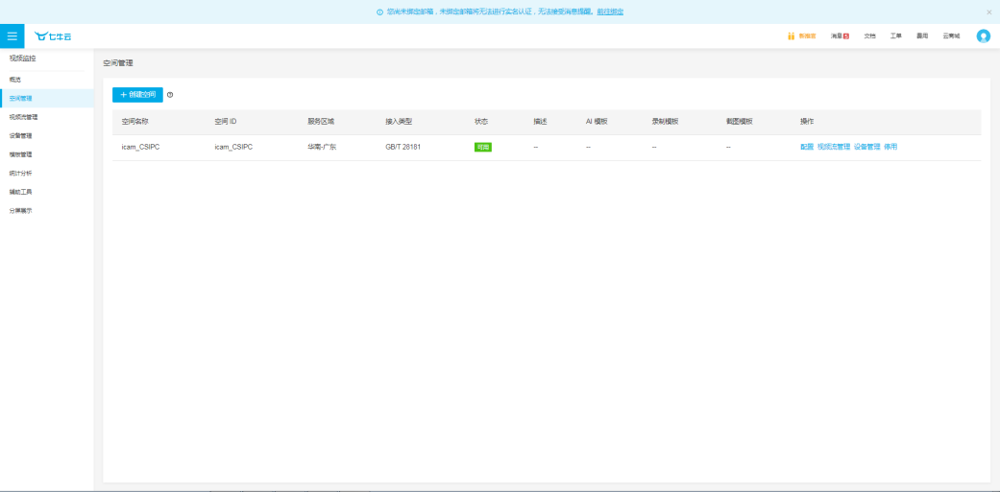 您尚未绑定邮箱，未绑定邮箱将无法进行实名认证，无法接受消息提醒。前往绑定
七牛云
新福利 消息 5 文档 工单 费用 云商城
视频监控
概览
空间管理
视频流管理
设备管理
模板管理
统计分析
辅助工具
分屏展示
空间管理
+ 创建空间
空间名称 空间 ID 服务区域 接入类型 状态 描述 AI 模板 录制模板 截图模板 操作
icam_CSIPC icam_CSIPC 华南-广东 GB/T 28181 可用 -- -- -- -- 配置 视频流管理 设备管理 停用